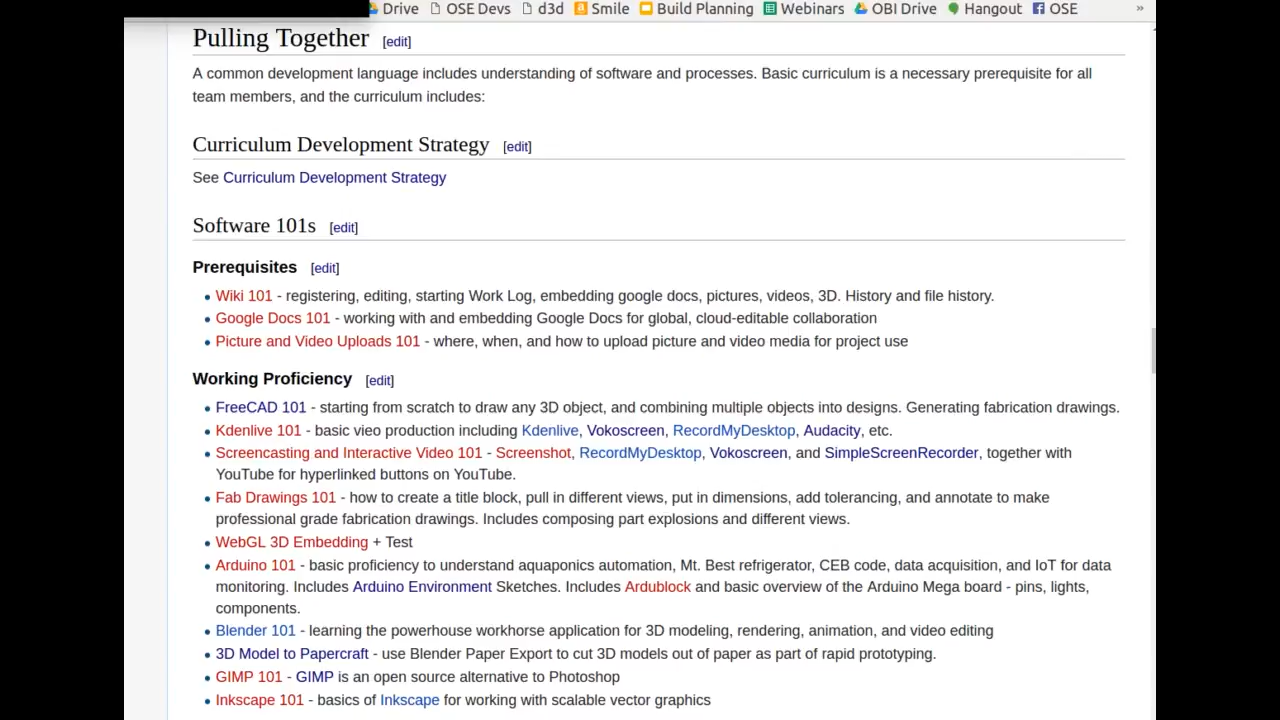 Drive OSE Devs d3d Smile Build Planning Webinars OBI Drive Hangout OSE »
Pulling Together [edit]
A common development language includes understanding of software and processes. Basic curriculum is a necessary prerequisite for all
team members, and the curriculum includes:
Curriculum Development Strategy [edit]
See Curriculum Development Strategy
Software 101s [edit]
Prerequisites [edit]
• Wiki 101 - registering, editing, starting Work Log, embedding google docs, pictures, videos, 3D. History and file history.
• Google Docs 101 - working with and embedding Google Docs for global, cloud-editable collaboration
• Picture and Video Uploads 101 - where, when, and how to upload picture and video media for project use
Working Proficiency [edit]
• FreeCAD 101 - starting from scratch to draw any 3D object, and combining multiple objects into designs. Generating fabrication drawings.
• Kdenlive 101 - basic vieo production including Kdenlive, Vokoscreen, RecordMyDesktop, Audacity, etc.
• Screencasting and Interactive Video 101 - Screenshot, RecordMyDesktop, Vokoscreen, and SimpleScreenRecorder, together with
YouTube for hyperlinked buttons on YouTube.
• Fab Drawings 101 - how to create a title block, pull in different views, put in dimensions, add tolerancing, and annotate to make
professional grade fabrication drawings. Includes composing part explosions and different views.
• WebGL 3D Embedding + Test
• Arduino 101 - basic proficiency to understand aquaponics automation, Mt. Best refrigerator, CEB code, data acquisition, and IoT for data
monitoring. Includes Arduino Environment Sketches. Includes Ardublock and basic overview of the Arduino Mega board - pins, lights,
components.
• Blender 101 - learning the powerhouse workhorse application for 3D modeling, rendering, animation, and video editing
• 3D Model to Papercraft - use Blender Paper Export to cut 3D models out of paper as part of rapid prototyping.
• GIMP 101 - GIMP is an open source alternative to Photoshop
• Inkscape 101 - basics of Inkscape for working with scalable vector graphics